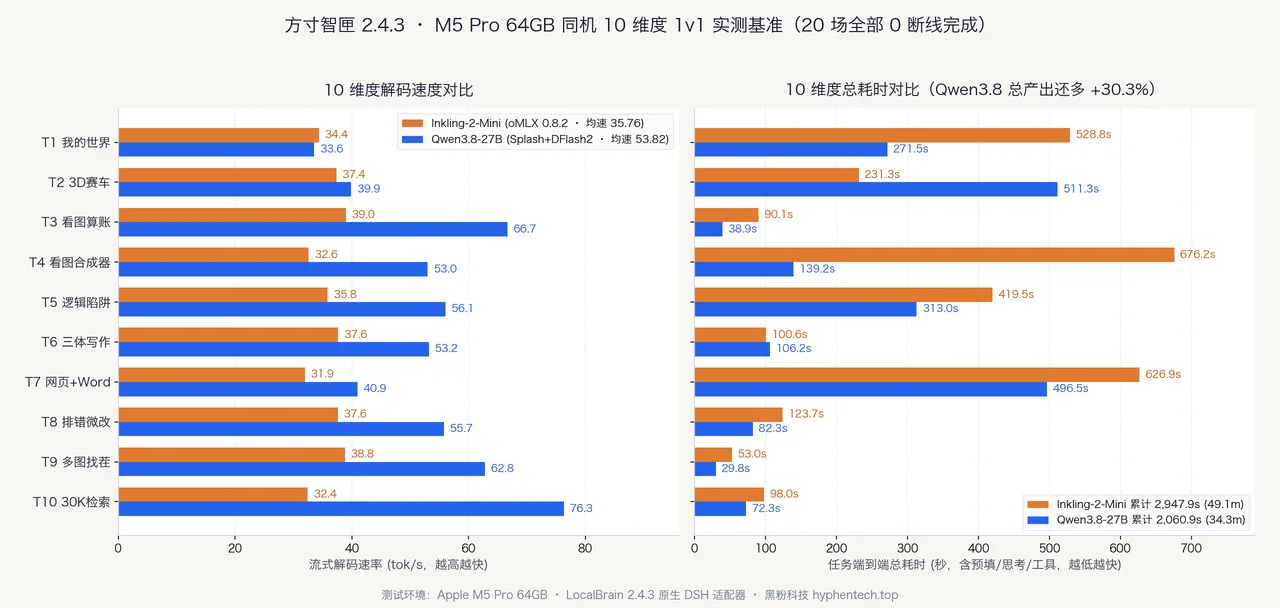 方寸智匣 2.4.3 · M5 Pro 64GB 同机 10 维度 1v1 实测基准（20 场全部 0 断线完成）
10 维度解码速度对比
Inkling-2-Mini (oMLX 0.8.2 · 均速 35.76)
Qwen3.8-27B (Splash+DFlash2 · 均速 53.82)
T1 我的世界
34.4
33.6
T2 3D赛车
37.4
39.9
T3 看图算账
39.0
66.7
T4 看图合成器
32.6
53.0
T5 逻辑陷阱
35.8
56.1
T6 三体写作
37.6
53.2
T7 网页+Word
31.9
40.9
T8 排错微改
37.6
55.7
T9 多图找茬
38.8
62.8
T10 30K检索
32.4
76.3
0 20 40 60 80
流式解码速率 (tok/s，越高越快)
10 维度总耗时对比（Qwen3.8 总产出还多 +30.3%）
528.8s
271.5s
231.3s
511.3s
90.1s
38.9s
676.2s
139.2s
419.5s
313.0s
100.6s
106.2s
626.9s
496.5s
123.7s
82.3s
53.0s
29.8s
98.0s
72.3s
Inkling-2-Mini 累计 2,947.9s (49.1m)
Qwen3.8-27B 累计 2,060.9s (34.3m)
0 100 200 300 400 500 600 700
任务端到端总耗时 (秒，含预填/思考/工具，越低越快)
测试环境：Apple M5 Pro 64GB · LocalBrain 2.4.3 原生 DSH 适配器 · 黑粉科技 hyphentech.top